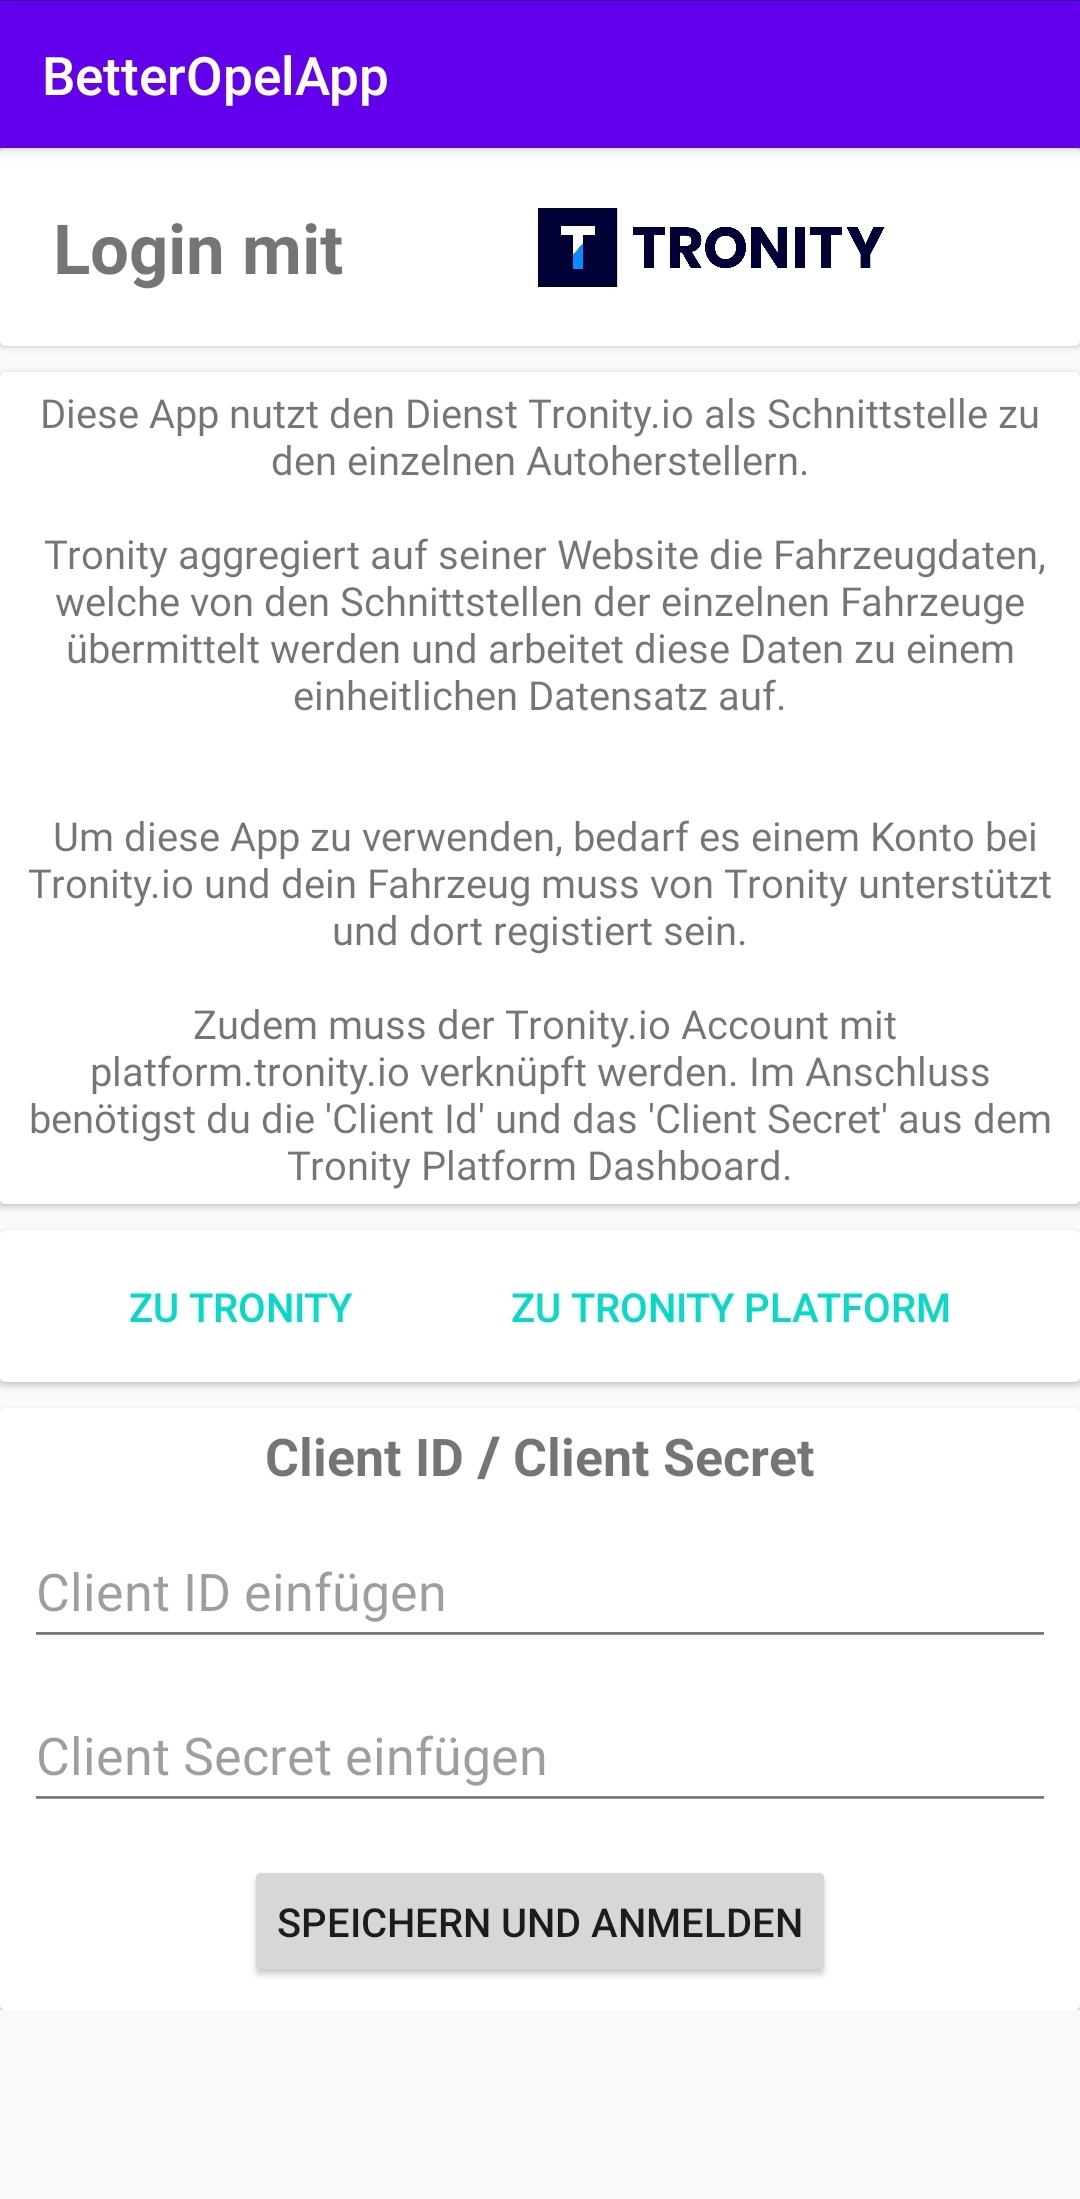 BetterOpelApp
Login mit
TRONITY
Diese App nutzt den Dienst Tronity.io als Schnittstelle zu
den einzelnen Autoherstellern.
Tronity aggregiert auf seiner Website die Fahrzeugdaten,
welche von den Schnittstellen der einzelnen Fahrzeuge
übermittelt werden und arbeitet diese Daten zu einem
einheitlichen Datensatz auf.
Um diese App zu verwenden, bedarf es einem Konto bei
Tronity.io und dein Fahrzeug muss von Tronity unterstützt
und dort registiert sein.
Zudem muss der Tronity.io Account mit
platform.tronity.io verknüpft werden. Im Anschluss
benötigst du die 'Client Id' und das 'Client Secret' aus dem
Tronity Platform Dashboard.
ZU TRONITY
ZU TRONITY PLATFORM
Client ID / Client Secret
Client ID einfügen
Client Secret einfügen
SPEICHERN UND ANMELDEN